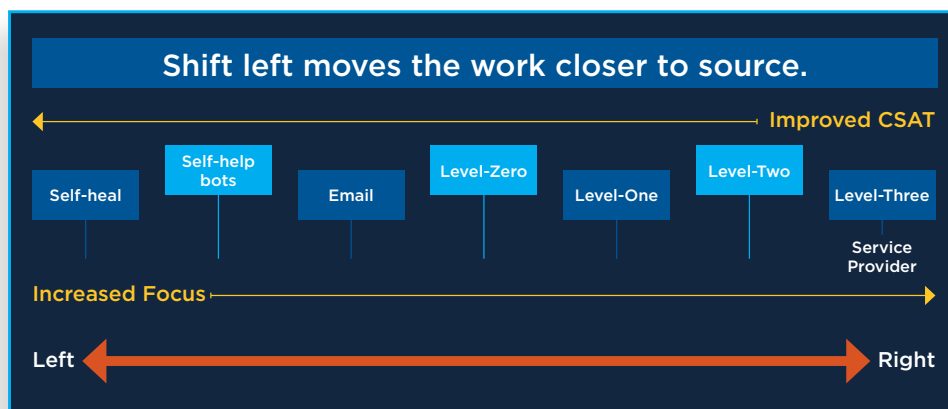 Shift left moves the work closer to source.
Improved CSAT
Self-heal
Self-help
bots
Email
Level-Zero
Level-One
Level-Two
Level-Three
Service
Provider
Increased Focus
Left
Right